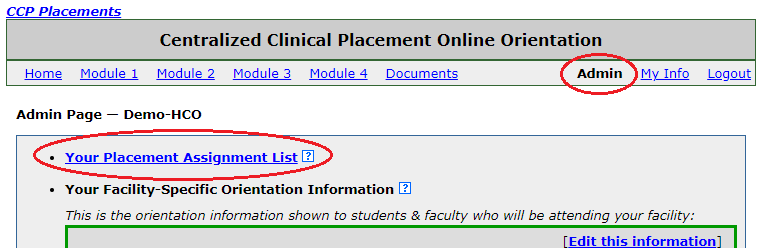 CCP Placements
Centralized Clinical Placement Online Orientation
Home Module 1 Module 2 Module 3 Module 4 Documents Admin My Info Logout
Admin Page — Demo-HCO
• Your Placement Assignment List ?
• Your Facility-Specific Orientation Information ?
This is the orientation information shown to students & faculty who will be attending your facility:
[Edit this information]